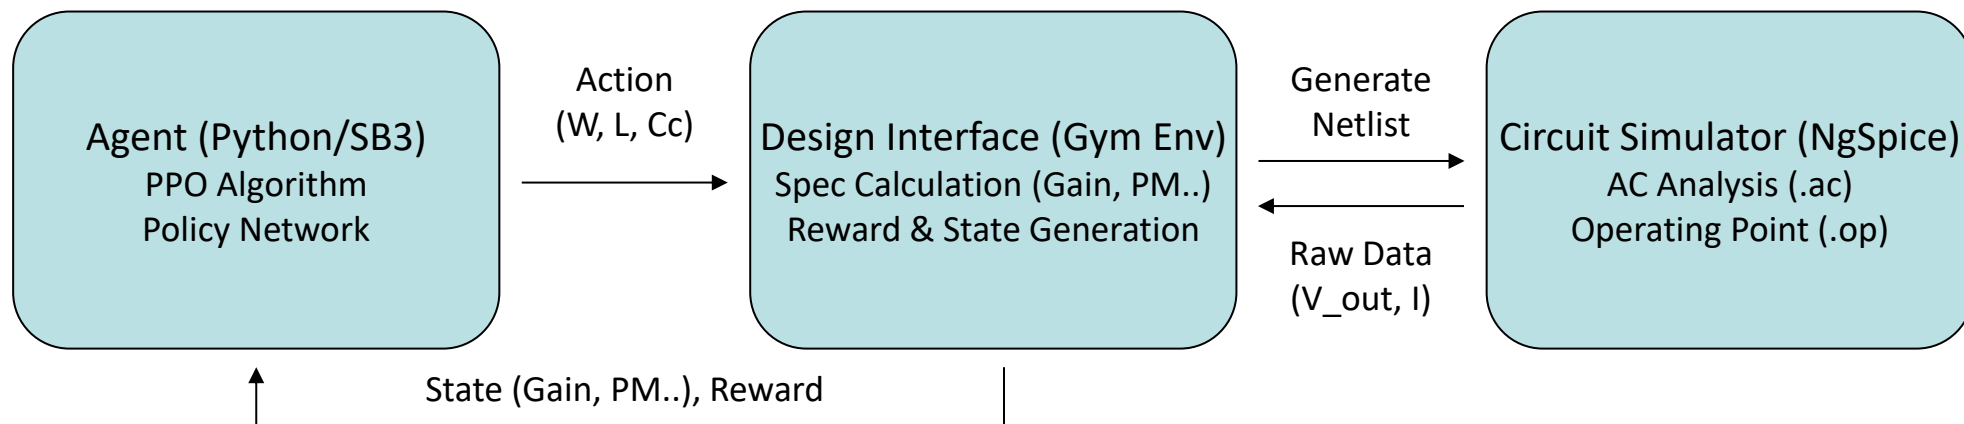 Agent (Python/SB3)
PPO Algorithm
Policy Network
Action
(W, L, Cc)
Design Interface (Gym Env)
Spec Calculation (Gain, PM..)
Reward & State Generation
Generate
Netlist
Raw Data
(V_out, I)
Circuit Simulator (NgSpice)
AC Analysis (.ac)
Operating Point (.op)
State (Gain, PM..), Reward